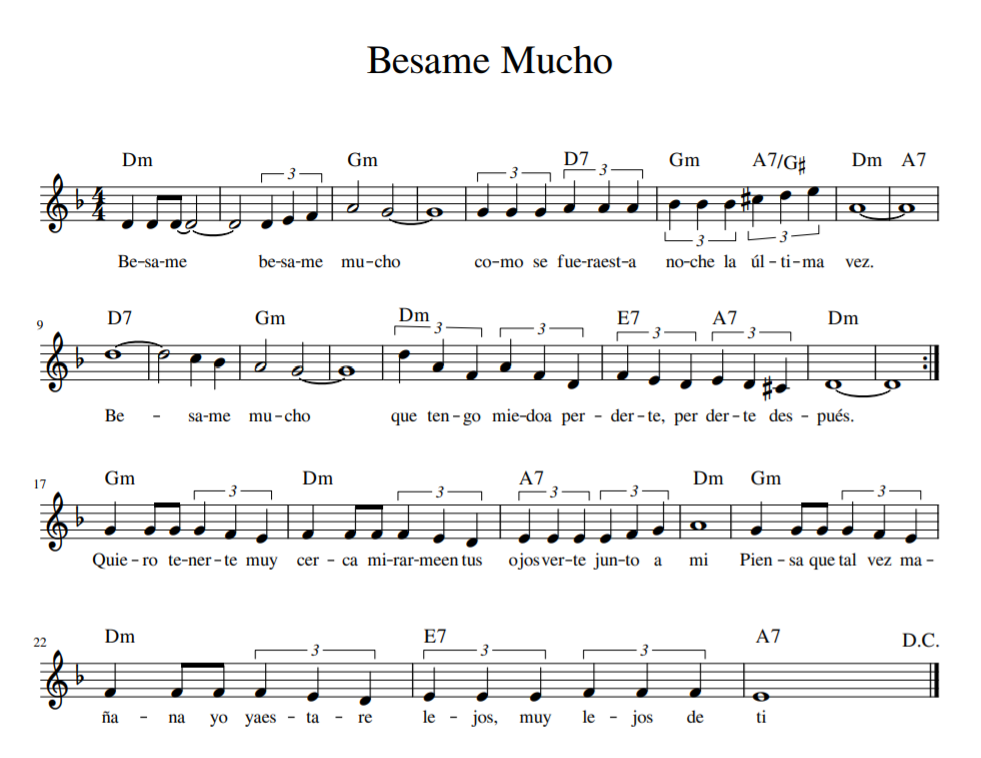 Besame Mucho
Dm Gm D7 Gm A7/G# Dm A7
3 3 3 3 3
4
4
Be-sa-me be-sa-me mu-cho co-mo se fue-raest-a no-che la úl-ti-ma vez.
9
D7 Gm Dm E7 A7 Dm
3 3 3 3
Be - sa-me mu-cho que ten-go mie-doa per - der-te, per der-te des - pués.
17
Gm Dm A7 Dm Gm
3 3 3 3 3
Quie-ro te-ner-te muy cer - ca mi-rar-meen tus ojosver-te jun-to a mi Pien-sa que tal vez ma-
22
Dm E7 A7 D.C.
3 3 3
ña - na yo yaes - ta - re le - jos, muy le - jos de ti